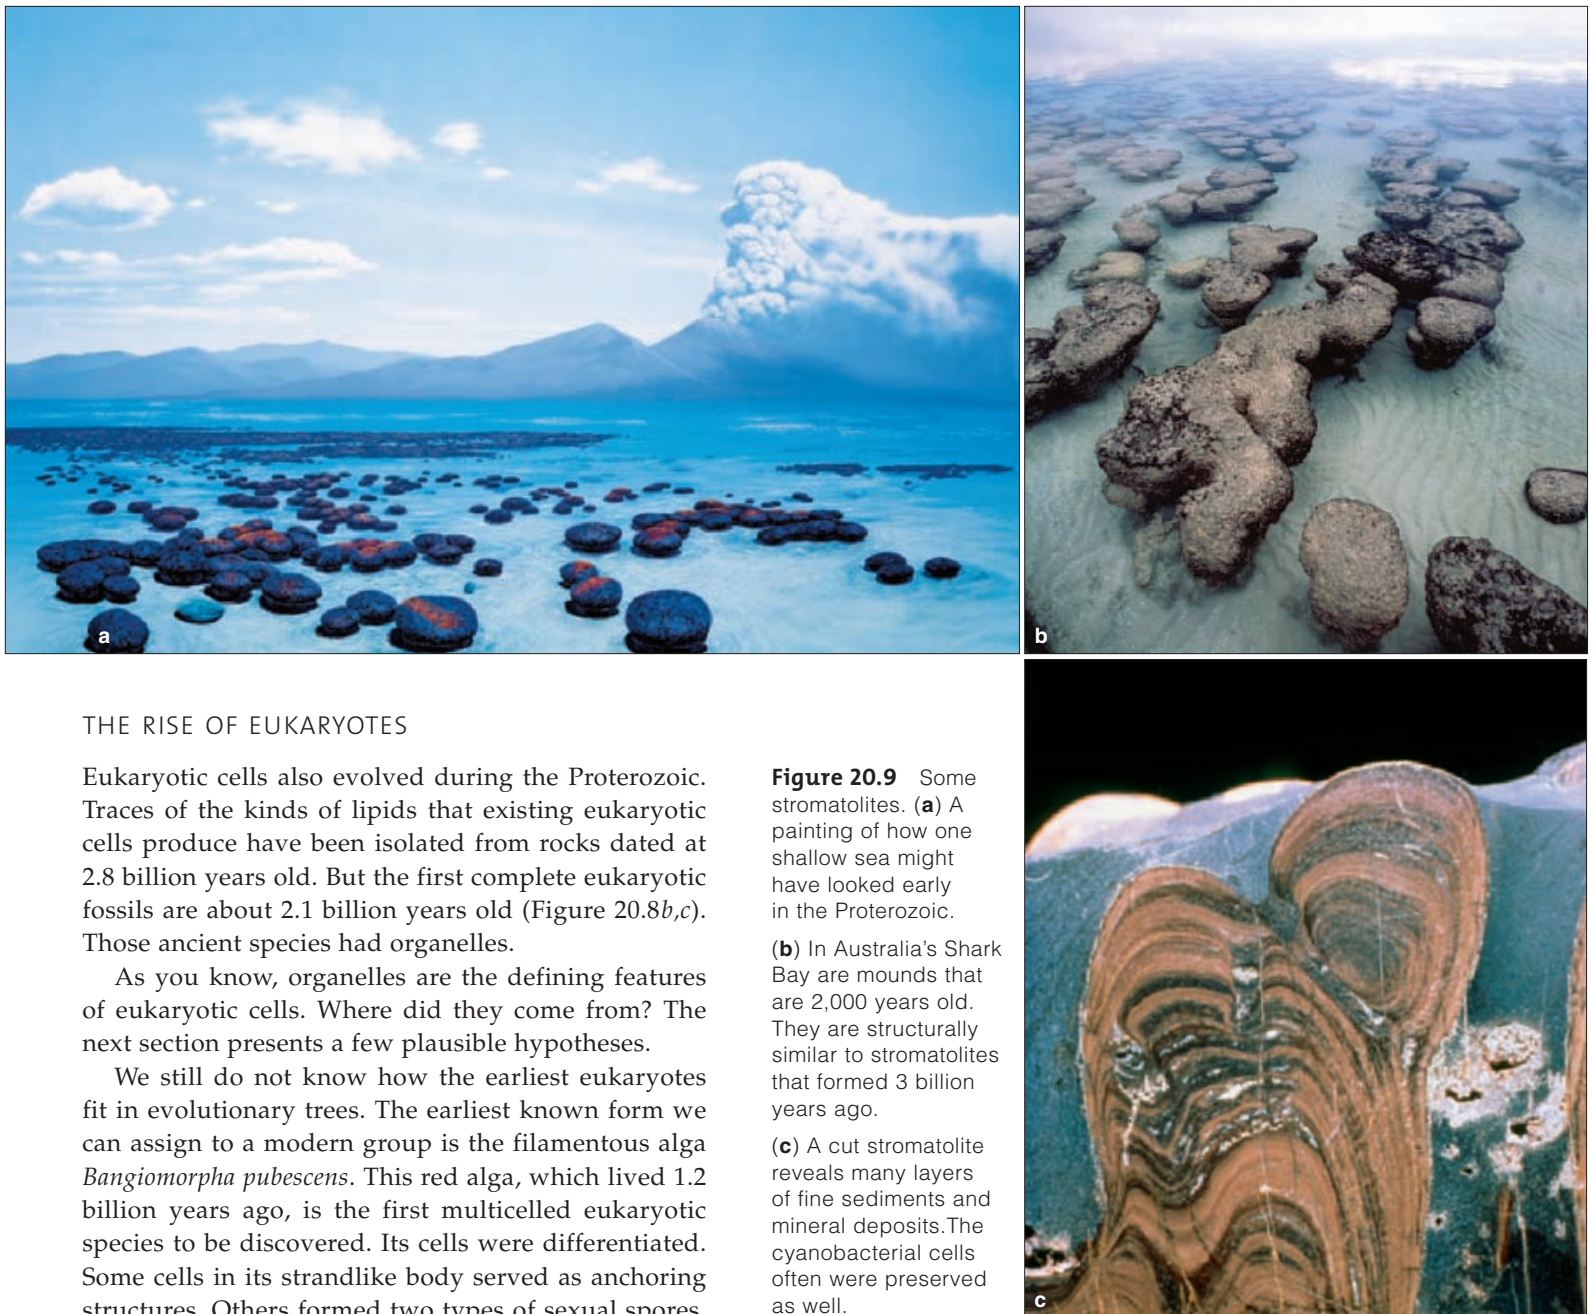 a
b
THE RISE OF EUKARYOTES
Eukaryotic cells also evolved during the Proterozoic.
Traces of the kinds of lipids that existing eukaryotic
cells produce have been isolated from rocks dated at
2.8 billion years old. But the first complete eukaryotic
fossils are about 2.1 billion years old (Figure 20.8b,c).
Those ancient species had organelles.
As you know, organelles are the defining features
of eukaryotic cells. Where did they come from? The
next section presents a few plausible hypotheses.
We still do not know how the earliest eukaryotes
fit in evolutionary trees. The earliest known form we
can assign to a modern group is the filamentous alga
Bangiomorpha pubescens. This red alga, which lived 1.2
billion years ago, is the first multicelled eukaryotic
species to be discovered. Its cells were differentiated.
Some cells in its strandlike body served as anchoring
structures. Others formed two types of sexual spores.
Figure 20.9 Some
stromatolites. (a) A
painting of how one
shallow sea might
have looked early
in the Proterozoic.
(b) In Australia's Shark
Bay are mounds that
are 2,000 years old.
They are structurally
similar to stromatolites
that formed 3 billion
years ago.
(c) A cut stromatolite
reveals many layers
of fine sediments and
mineral deposits.The
cyanobacterial cells
often were preserved
as well.
c